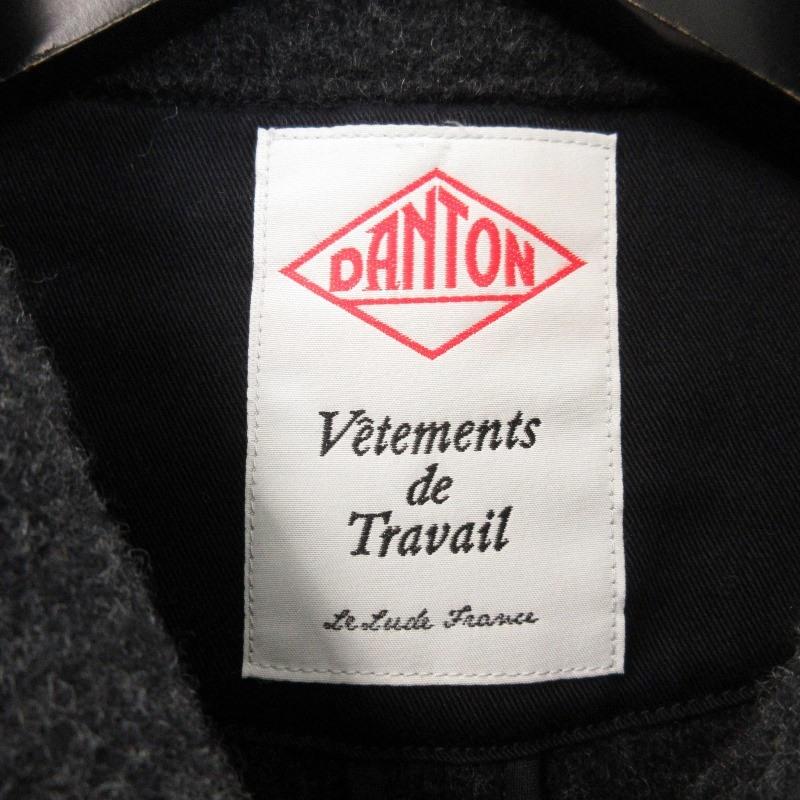 DANTON
Vêtements
de
Travail
Le Lude France